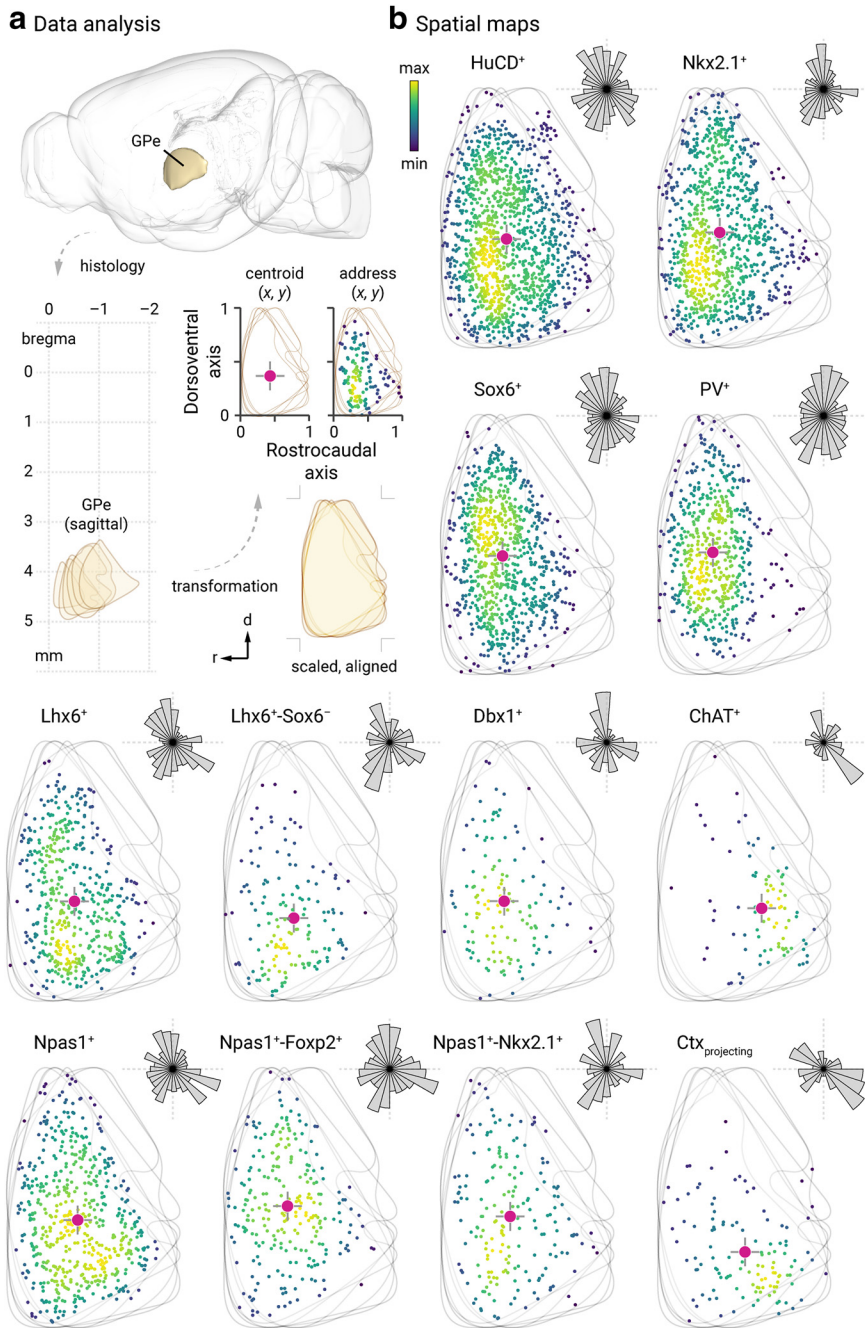 a Data analysis
GPe
histology
0 −1 −2
bregma
0
1
2
3
4
5
mm
GPe
(sagittal)
centroid
(x, y)
address
(x, y)
Dorsoventral
axis
1
0
0 1
0 1
Rostrocaudal
axis
transformation
d
r
scaled, aligned
b Spatial maps
max
min
HuCD⁺
Nkx2.1⁺
Sox6⁺
PV⁺
Lhx6⁺
Lhx6⁺-Sox6⁻
Dbx1⁺
ChAT⁺
Npas1⁺
Npas1⁺-Foxp2⁺
Npas1⁺-Nkx2.1⁺
Ctx projecting